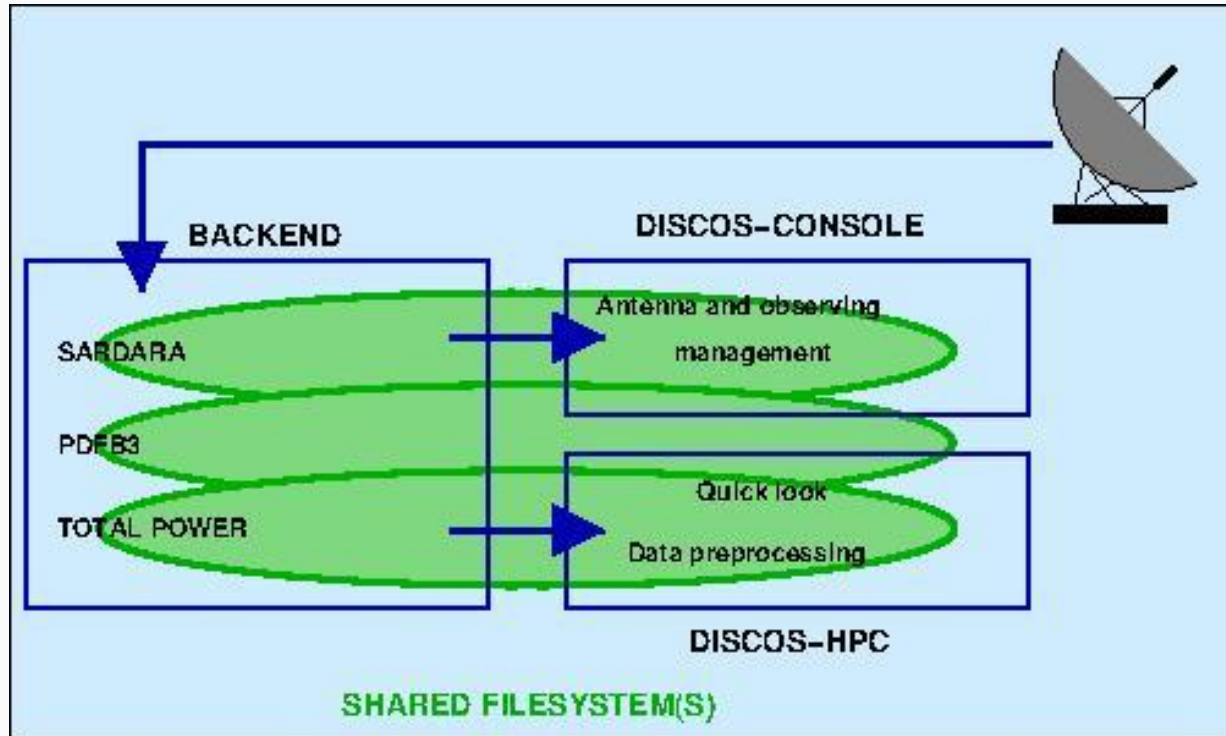 BACKEND
DISCOS-CONSOLE
Antenna and observing
management
SARDARA
PDFB3
TOTAL POWER
Quick look
Data preprocessing
DISCOS-HPC
SHARED FILESYSTEM(S)